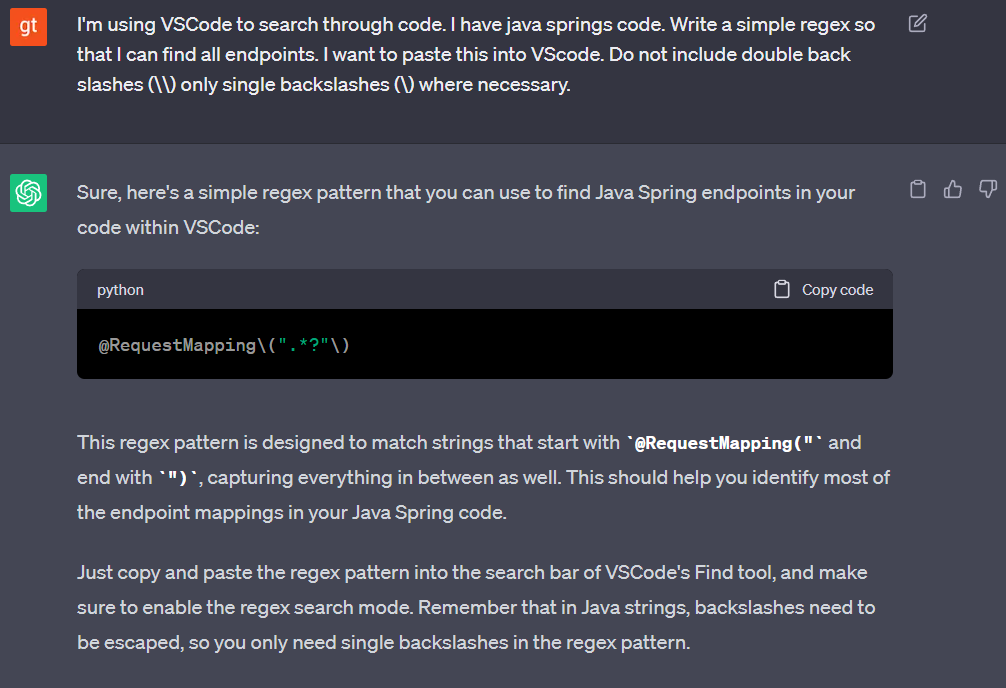 gt
I'm using VSCode to search through code. I have java springs code. Write a simple regex so
that I can find all endpoints. I want to paste this into VScode. Do not include double back
slashes (\\) only single backslashes (\) where necessary.
Sure, here's a simple regex pattern that you can use to find Java Spring endpoints in your
code within VSCode:
python
Copy code
@RequestMapping\(".*?"\)
This regex pattern is designed to match strings that start with `@RequestMapping("` and
end with `")`, capturing everything in between as well. This should help you identify most of
the endpoint mappings in your Java Spring code.
Just copy and paste the regex pattern into the search bar of VSCode's Find tool, and make
sure to enable the regex search mode. Remember that in Java strings, backslashes need to
be escaped, so you only need single backslashes in the regex pattern.